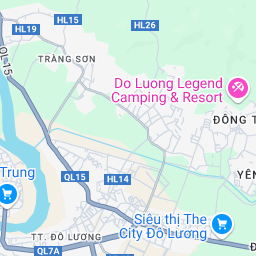 HL15
HL26
HL19
QL15
TRÀNG SƠN
Do Luong Legend
Camping & Resort
ĐÔNG T
YÊN
QL15
HL14
Trung
Siêu thị The
City Đô Lương
TT. ĐÔ LƯƠNG
QL7A